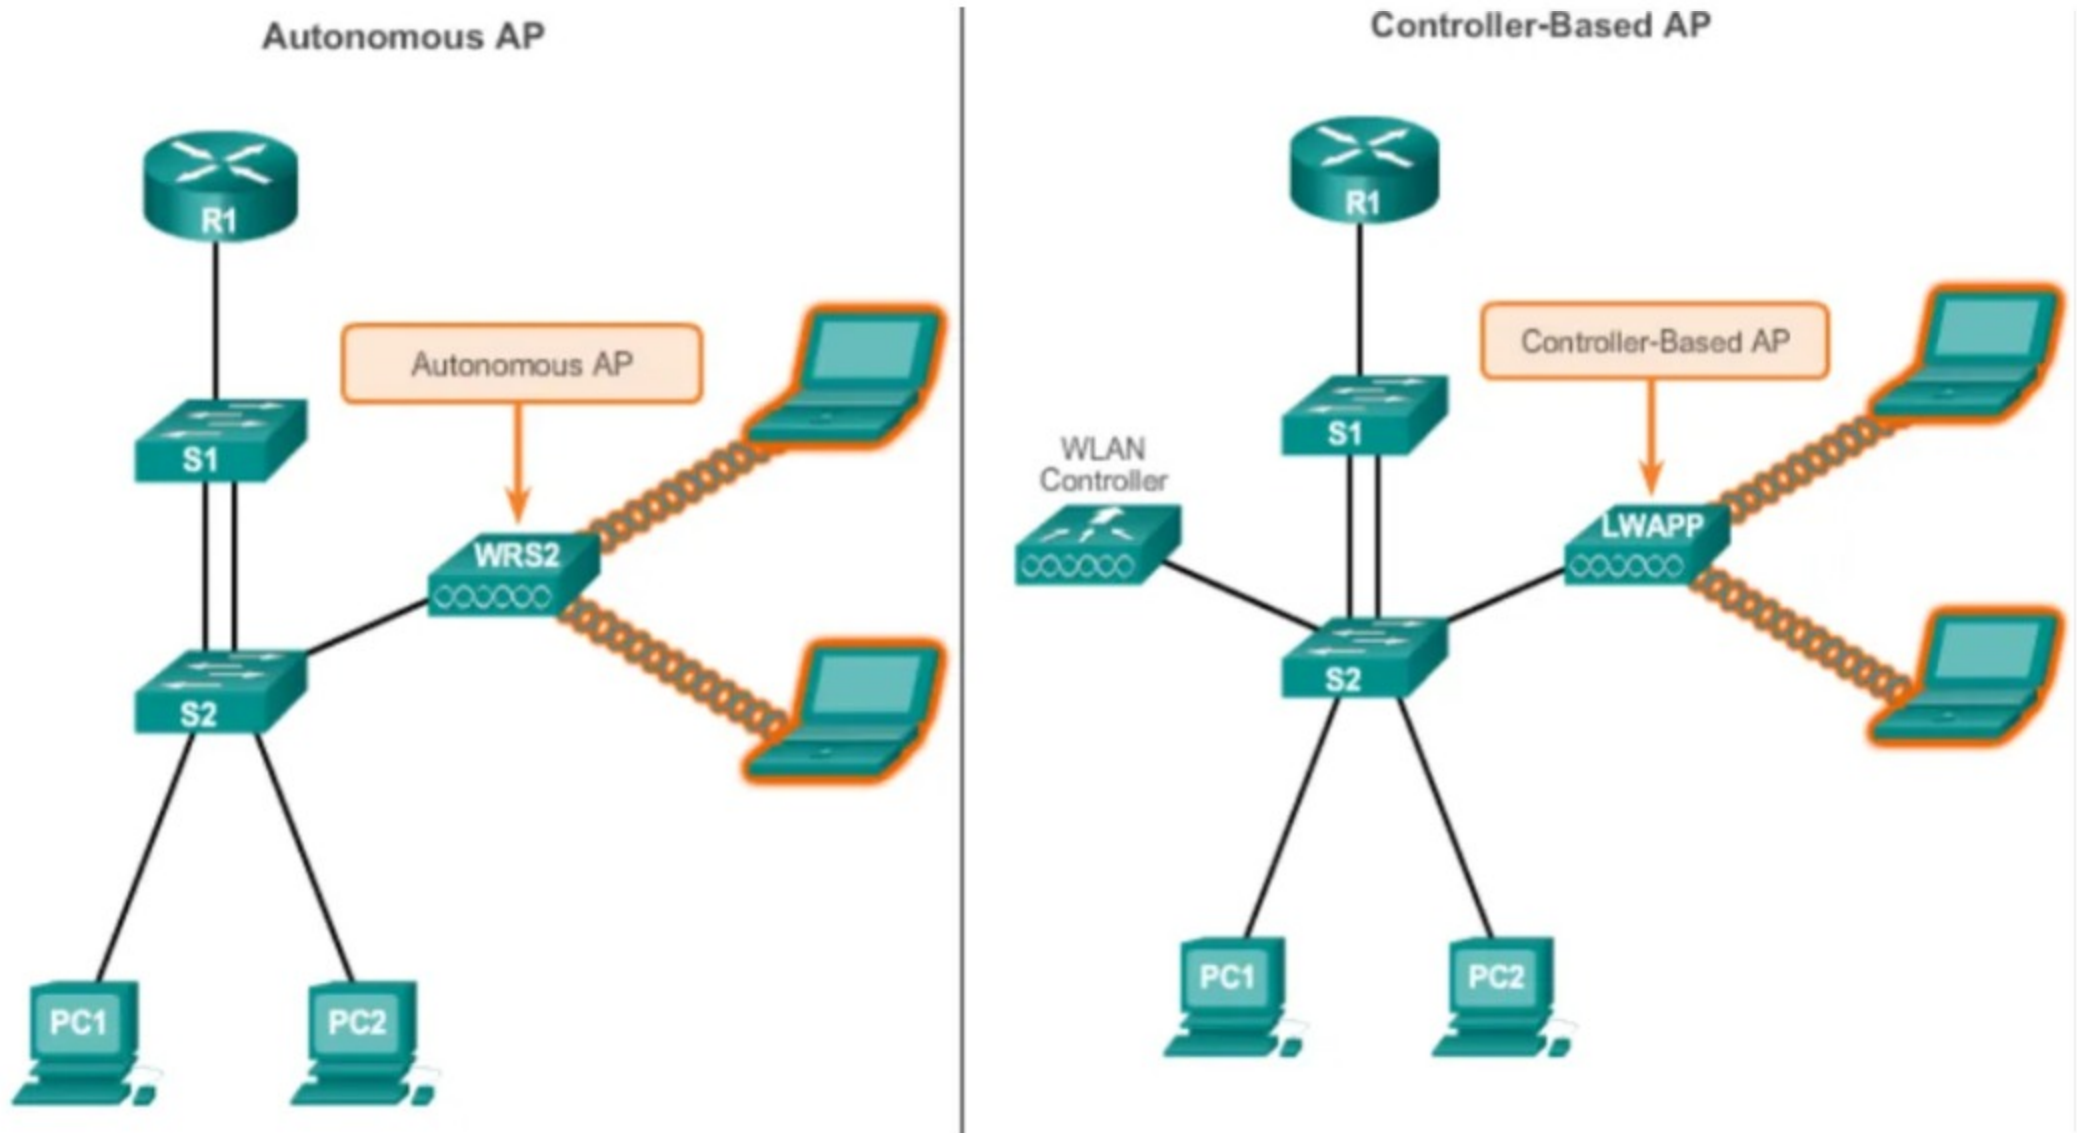 Autonomous AP
R1
Autonomous AP
S1
WRS2
S2
PC1
PC2
Controller-Based AP
R1
Controller-Based AP
S1
WLAN
Controller
LWAPP
S2
PC1
PC2